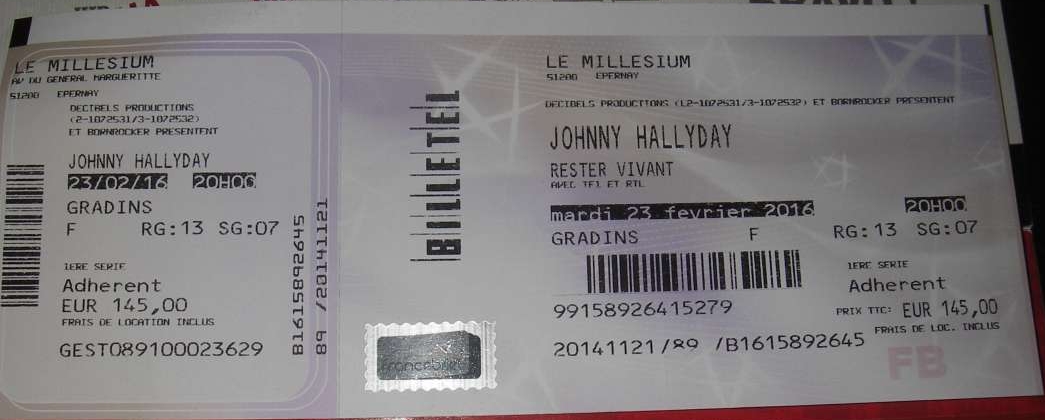 LE MILLESIUM
AV DU GENERAL MARGUERITTE
51200 EPERNAY
DECIBELS PRODUCTIONS
(2-1072531/3-1072532)
ET BORNROCKER PRESENTENT
JOHNNY HALLYDAY
23/02/16 20H00
GRADINS
F RG:13 SG:07
1ERE SERIE
Adherent
EUR 145,00
FRAIS DE LOCATION INCLUS
GEST089100023629
B1615892645
89 /20141121
BILLETEL
LE MILLESIUM
51200 EPERNAY
DECIBELS PRODUCTIONS (L2-1072531/3-1072532) ET BORNROCKER PRESENTENT
JOHNNY HALLYDAY
RESTER VIVANT
AVEC TF1 ET RTL
mardi 23 fevrier 2016 20H00
GRADINS F RG:13 SG:07
1ERE SERIE
Adherent
99158926415279
PRIX TTC: EUR 145,00
FRAIS DE LOC. INCLUS
20141121/89 /B1615892645
FB
francebillet